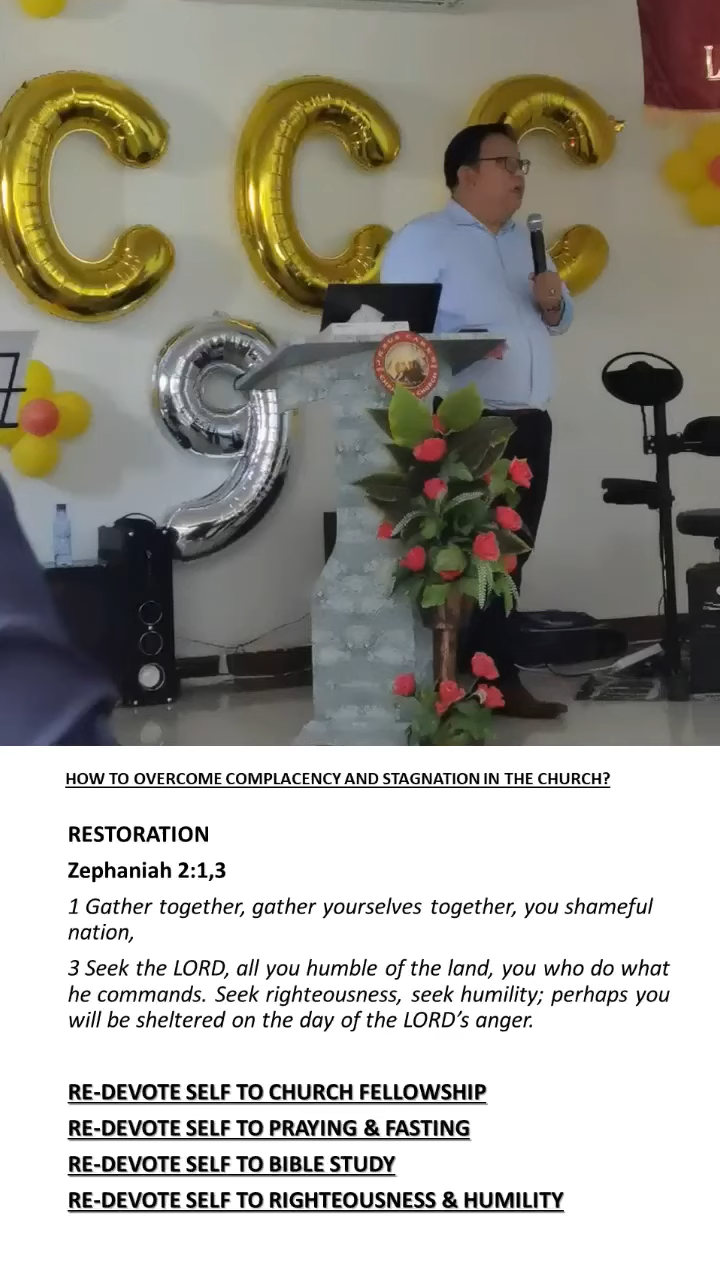 C C C
9
L
HOW TO OVERCOME COMPLACENCY AND STAGNATION IN THE CHURCH?
RESTORATION
Zephaniah 2:1,3
1 Gather together, gather yourselves together, you shameful
nation,
3 Seek the LORD, all you humble of the land, you who do what
he commands. Seek righteousness, seek humility; perhaps you
will be sheltered on the day of the LORD’s anger.
RE-DEVOTE SELF TO CHURCH FELLOWSHIP
RE-DEVOTE SELF TO PRAYING & FASTING
RE-DEVOTE SELF TO BIBLE STUDY
RE-DEVOTE SELF TO RIGHTEOUSNESS & HUMILITY